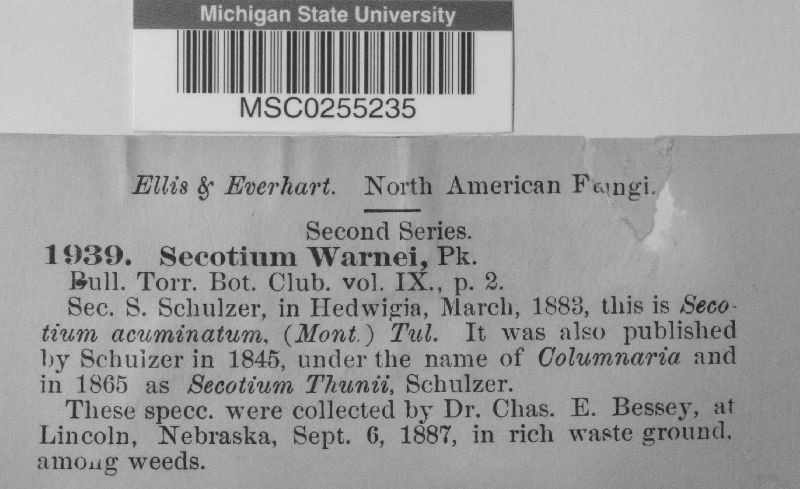 Michigan State University
MSC0255235
Ellis & Everhart. North American Fungi.
Second Series.
1939. Secotium Warnei, Pk.
Bull. Torr. Bot. Club. vol. IX., p. 2.
Sec. S. Schulzer, in Hedwigia, March, 1883, this is Seco-
tium acuminatum, (Mont.) Tul. It was also published
by Schulzer in 1845, under the name of Columnaria and
in 1865 as Secotium Thunii, Schulzer.
These specc. were collected by Dr. Chas. E. Bessey, at
Lincoln, Nebraska, Sept. 6, 1887, in rich waste ground,
among weeds.